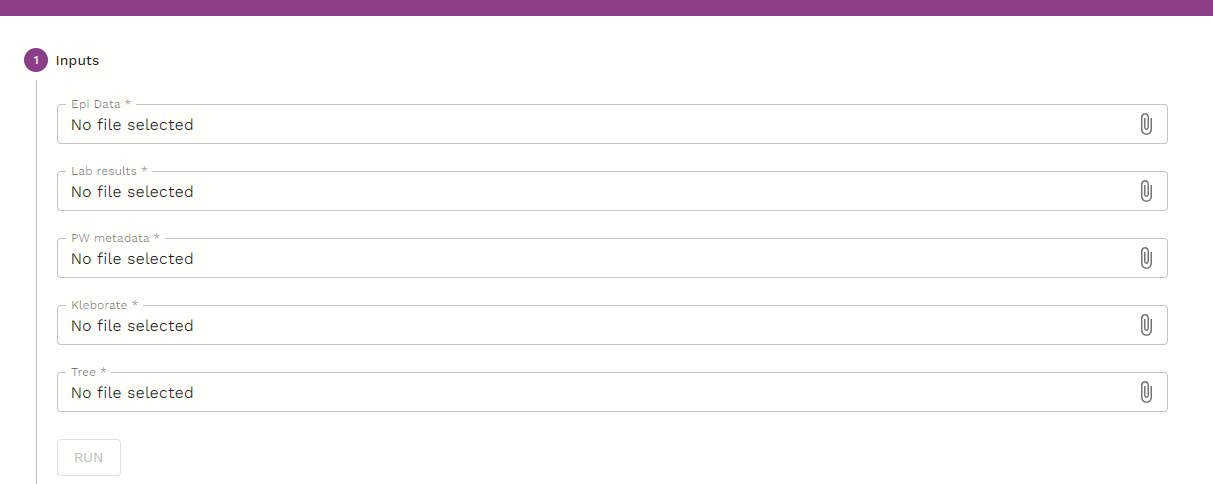 1 Inputs
Epi Data *
No file selected
Lab results *
No file selected
PW metadata *
No file selected
Kleborate *
No file selected
Tree *
No file selected
RUN